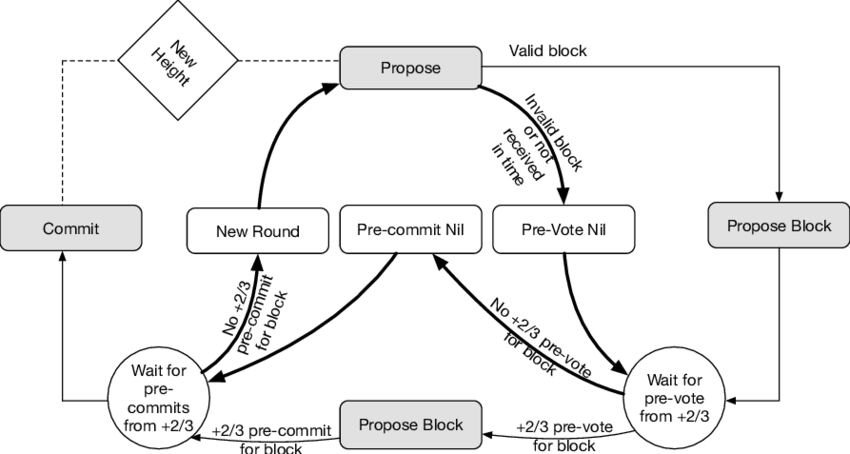 New
Height
Propose
Valid block
Invalid block
or not
received
in time
Commit
New Round
Pre-commit Nil
Pre-Vote Nil
Propose Block
No +2/3
pre-commit
for block
No +2/3 pre-vote
for block
Wait for
pre-
commits
from +2/3
+2/3 pre-commit
for block
Propose Block
+2/3 pre-vote
for block
Wait for
pre-vote
from +2/3